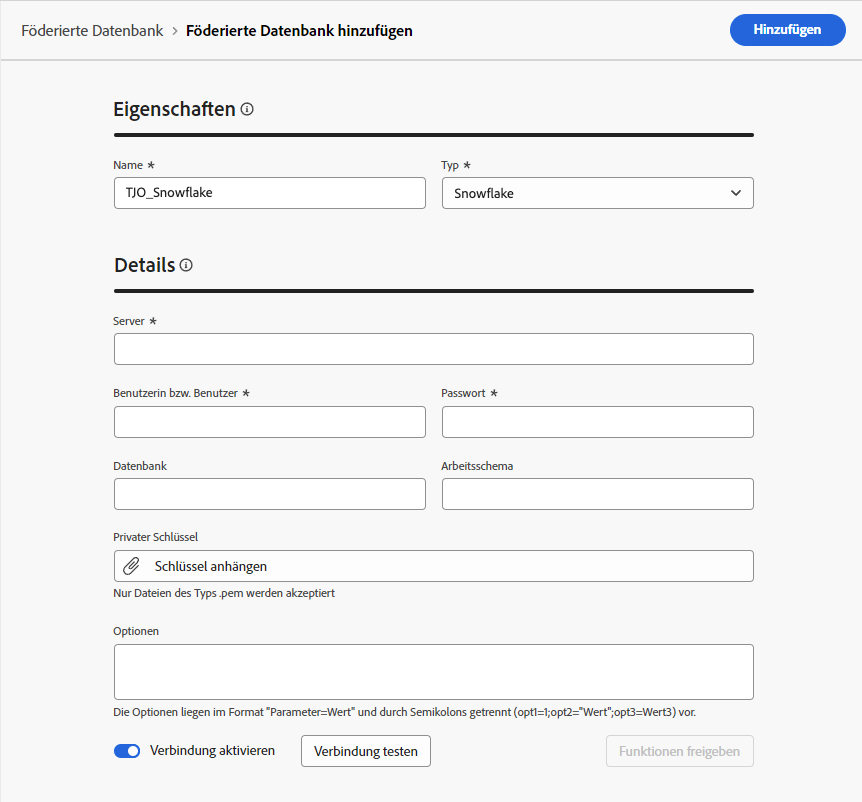 Föderierte Datenbank > Föderierte Datenbank hinzufügen
Hinzufügen
Eigenschaften
Name *
Typ *
TJO_Snowflake
Snowflake
Details
Server *
Benutzerin bzw. Benutzer *
Passwort *
Datenbank
Arbeitsschema
Privater Schlüssel
Schlüssel anhängen
Nur Dateien des Typs .pem werden akzeptiert
Optionen
Die Optionen liegen im Format "Parameter=Wert" und durch Semikolons getrennt (opt1=1;opt2="Wert";opt3=Wert3) vor.
Verbindung aktivieren
Verbindung testen
Funktionen freigeben